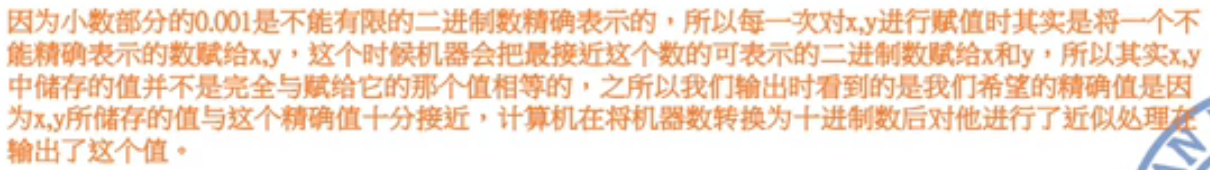 因为小数部分的0.001是不能有限的二进制数精确表示的，所以每一次对x,y进行赋值时其实是将一个不
能精确表示的数赋给x,y，这个时候机器会把最接近这个数的可表示的二进制数赋给x和y，所以其实x,y
中储存的值并不是完全与赋给它的那个值相等的，之所以我们输出时看到的是我们希望的精确值是因
为x,y所储存的值与这个精确值十分接近，计算机在将机器数转换为十进制数后对他进行了近似处理在
输出了这个值。